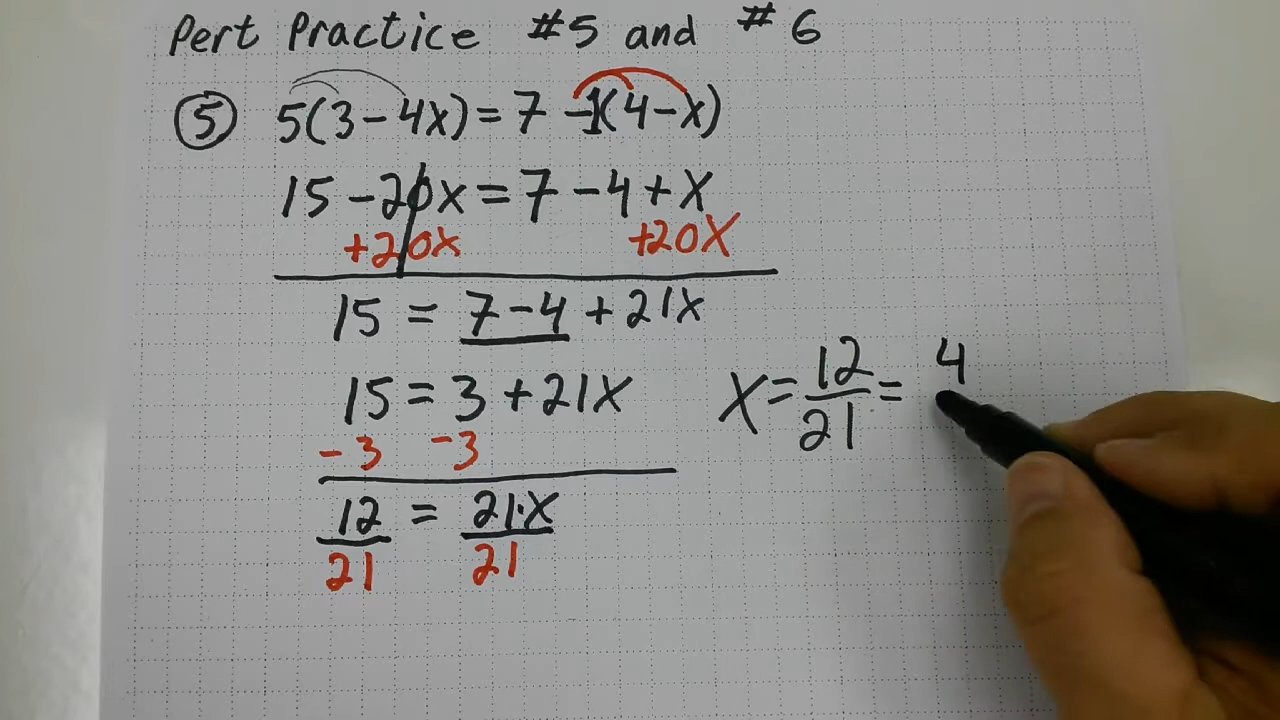 Pert Practice #5 and #6
5 5(3-4x)=7-1(4-x)
15-20x=7-4+x
+20x +20x
15=7-4+21x
15=3+21x
-3 -3
12=21·x
21 21
x=12/21=4